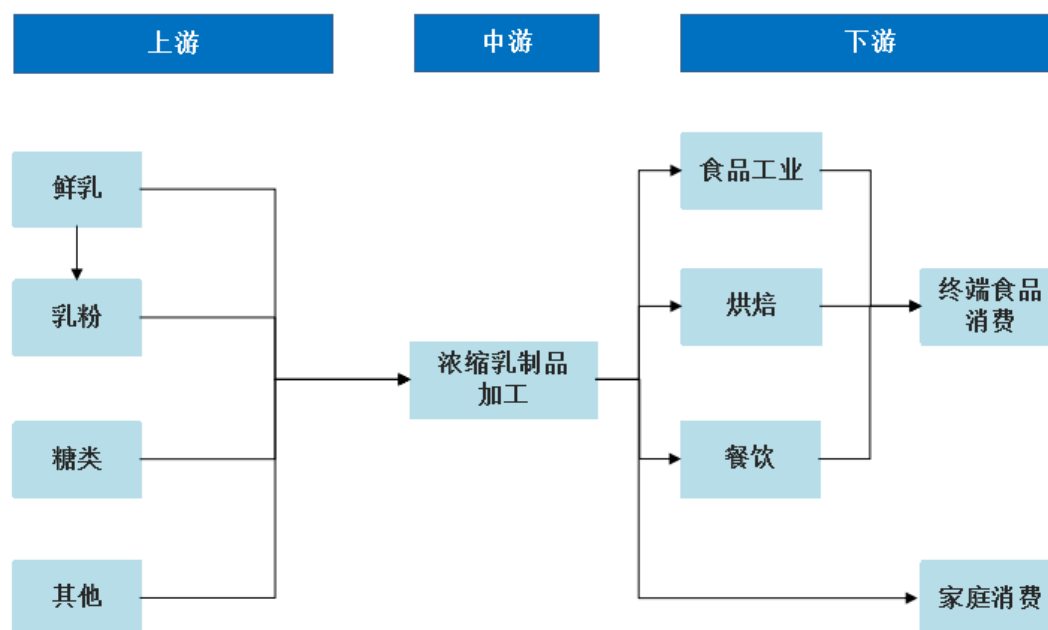 上游
中游
下游
鲜乳
乳粉
糖类
其他
浓缩乳制品
加工
食品工业
烘焙
餐饮
终端食品
消费
家庭消费